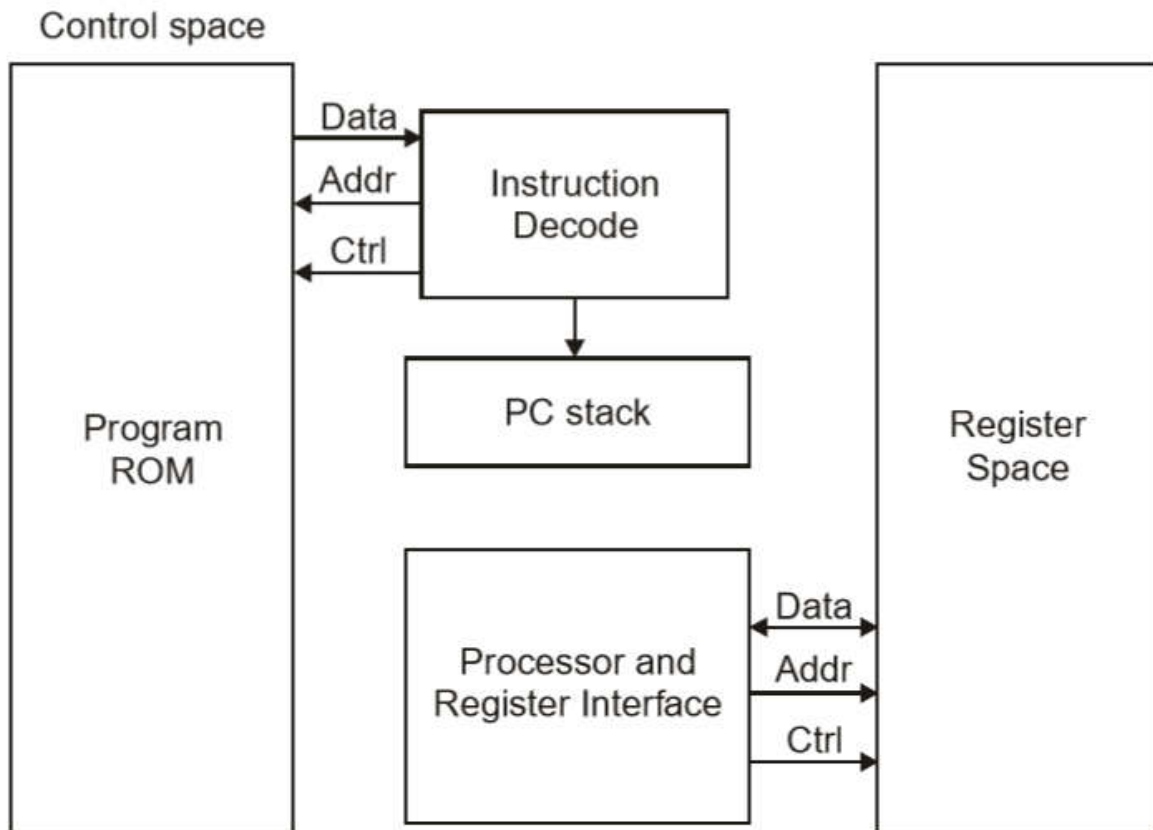 Control space
Data
Addr
Ctrl
Instruction
Decode
PC stack
Program
ROM
Register
Space
Processor and
Register Interface
Data
Addr
Ctrl